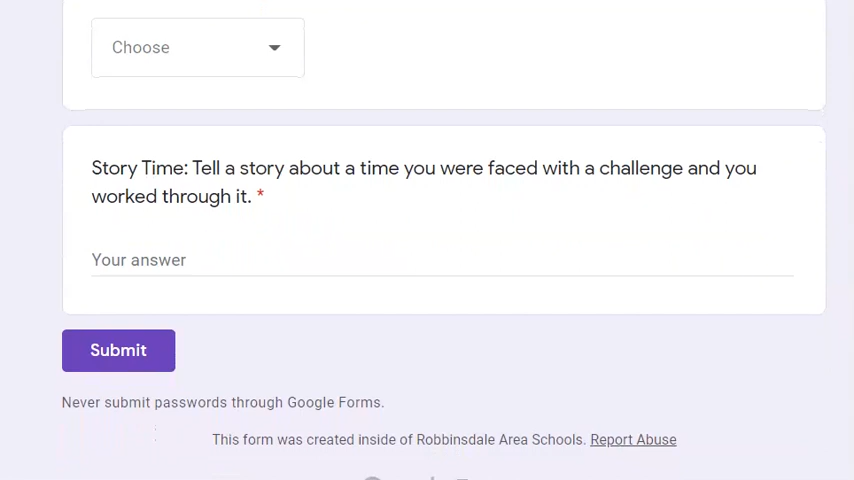 Choose
Story Time: Tell a story about a time you were faced with a challenge and you
worked through it. *
Your answer
Submit
Never submit passwords through Google Forms.
This form was created inside of Robbinsdale Area Schools. Report Abuse